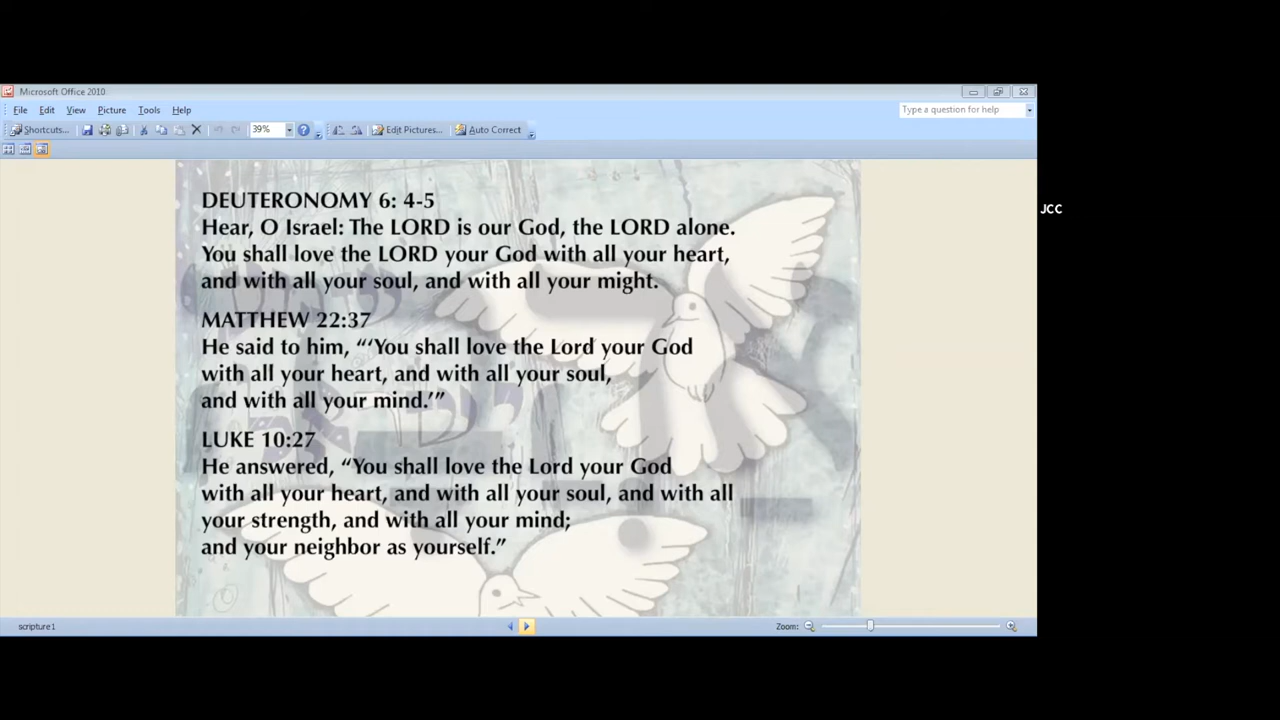 Microsoft Office 2010
File Edit View Picture Tools Help
Type a question for help
Shortcuts...
39%
Edit Pictures...
Auto Correct
DEUTERONOMY 6: 4-5
Hear, O Israel: The LORD is our God, the LORD alone.
You shall love the LORD your God with all your heart,
and with all your soul, and with all your might.
MATTHEW 22:37
He said to him, “‘You shall love the Lord your God
with all your heart, and with all your soul,
and with all your mind.’”
LUKE 10:27
He answered, “You shall love the Lord your God
with all your heart, and with all your soul, and with all
your strength, and with all your mind;
and your neighbor as yourself.”
JCC
scripture1
Zoom: